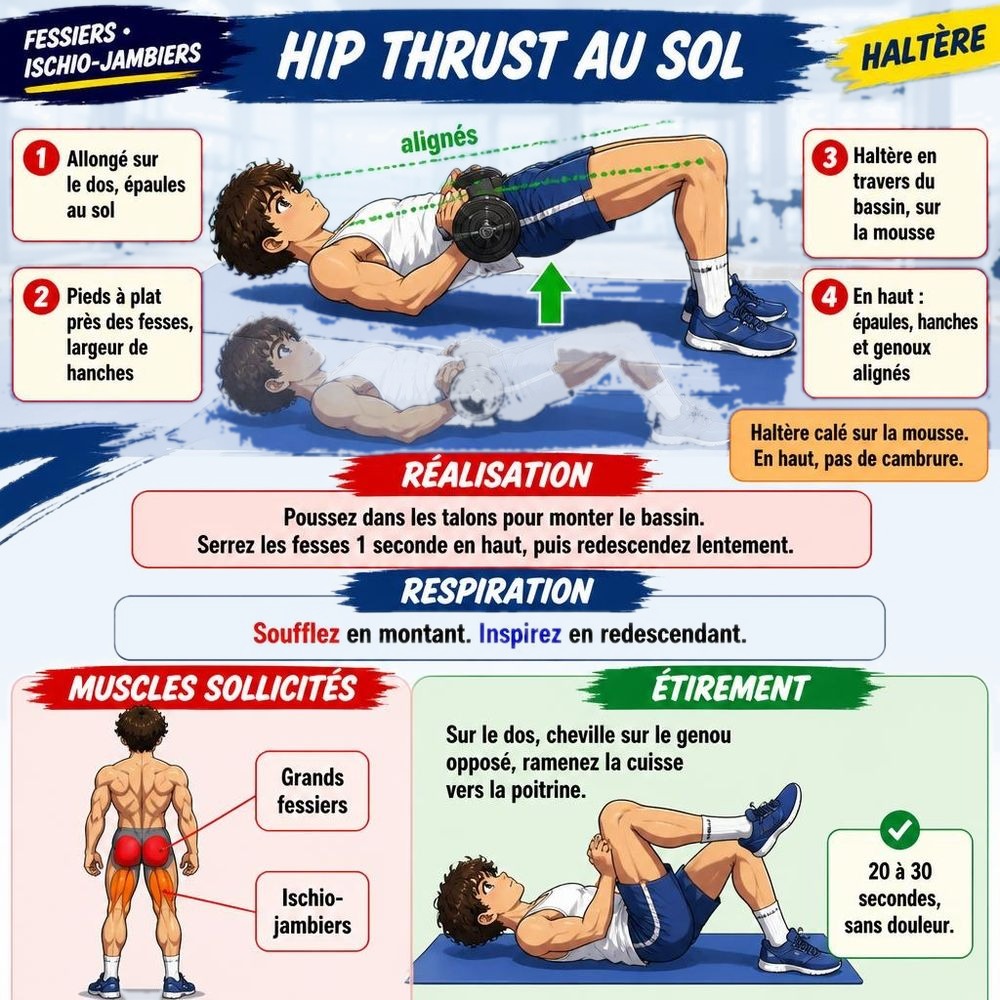 FESSIERS •
ISCHIO-JAMBIERS
HIP THRUST AU SOL
HALTÈRE
alignés
1 Allongé sur
le dos, épaules
au sol
2 Pieds à plat
près des fesses,
largeur de
hanches
3 Haltère en
travers du
bassin, sur
la mousse
4 En haut :
épaules, hanches
et genoux
alignés
Haltère calé sur la mousse.
En haut, pas de cambrure.
RÉALISATION
Poussez dans les talons pour monter le bassin.
Serrez les fesses 1 seconde en haut, puis redescendez lentement.
RESPIRATION
Soufflez en montant. Inspirez en redescendant.
MUSCLES SOLLICITÉS
Grands
fessiers
Ischio-
jambiers
ÉTIREMENT
Sur le dos, cheville sur le genou
opposé, ramenez la cuisse
vers la poitrine.
20 à 30
secondes,
sans douleur.